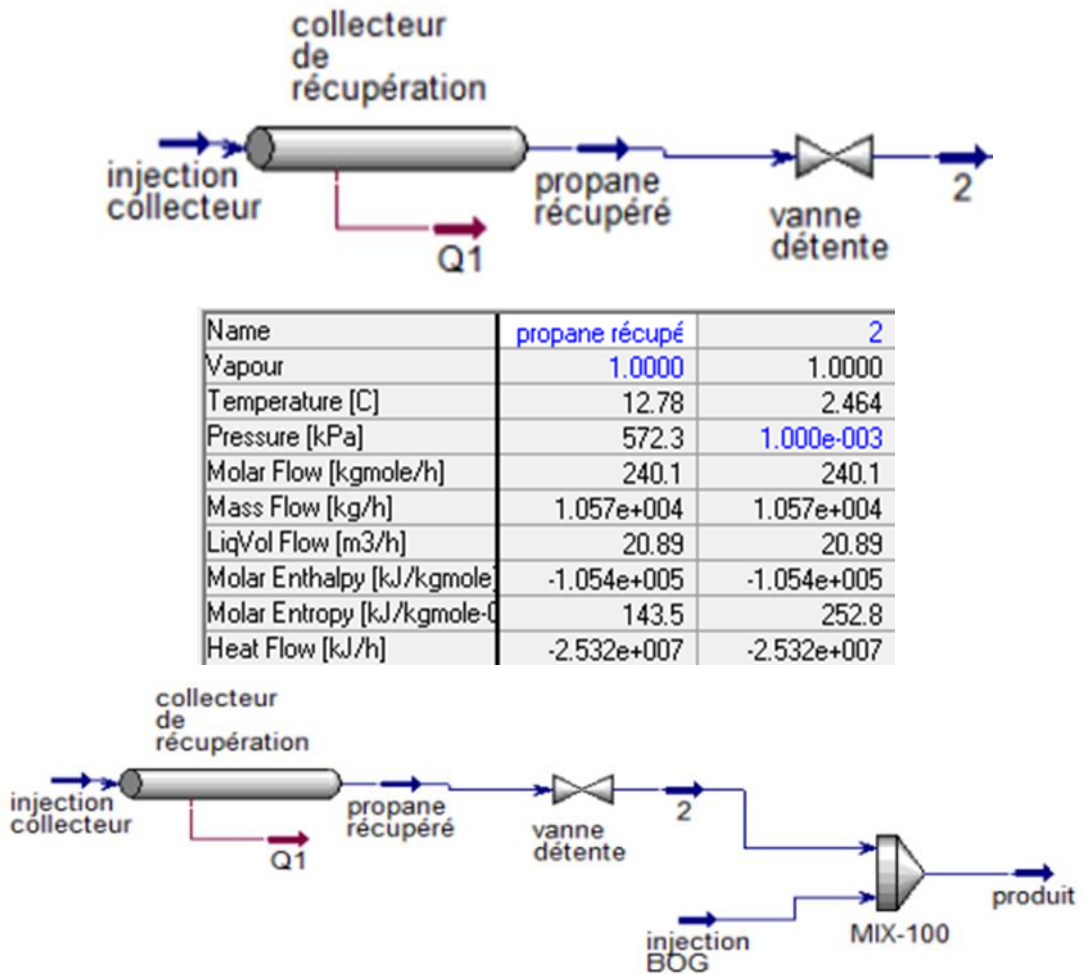 collecteur
de
récupération
injection
collecteur
Q1
propane
récupéré
vanne
détente
2
Name propane récupé 2
Vapour 1.0000 1.0000
Temperature [C] 12.78 2.464
Pressure [kPa] 572.3 1.000e-003
Molar Flow [kgmole/h] 240.1 240.1
Mass Flow [kg/h] 1.057e+004 1.057e+004
LiqVol Flow [m3/h] 20.89 20.89
Molar Enthalpy [kJ/kgmole] -1.054e+005 -1.054e+005
Molar Entropy [kJ/kgmole-C 143.5 252.8
Heat Flow [kJ/h] -2.532e+007 -2.532e+007
collecteur
de
récupération
injection
collecteur
Q1
propane
récupéré
vanne
détente
2
injection
BOG
MIX-100
produit